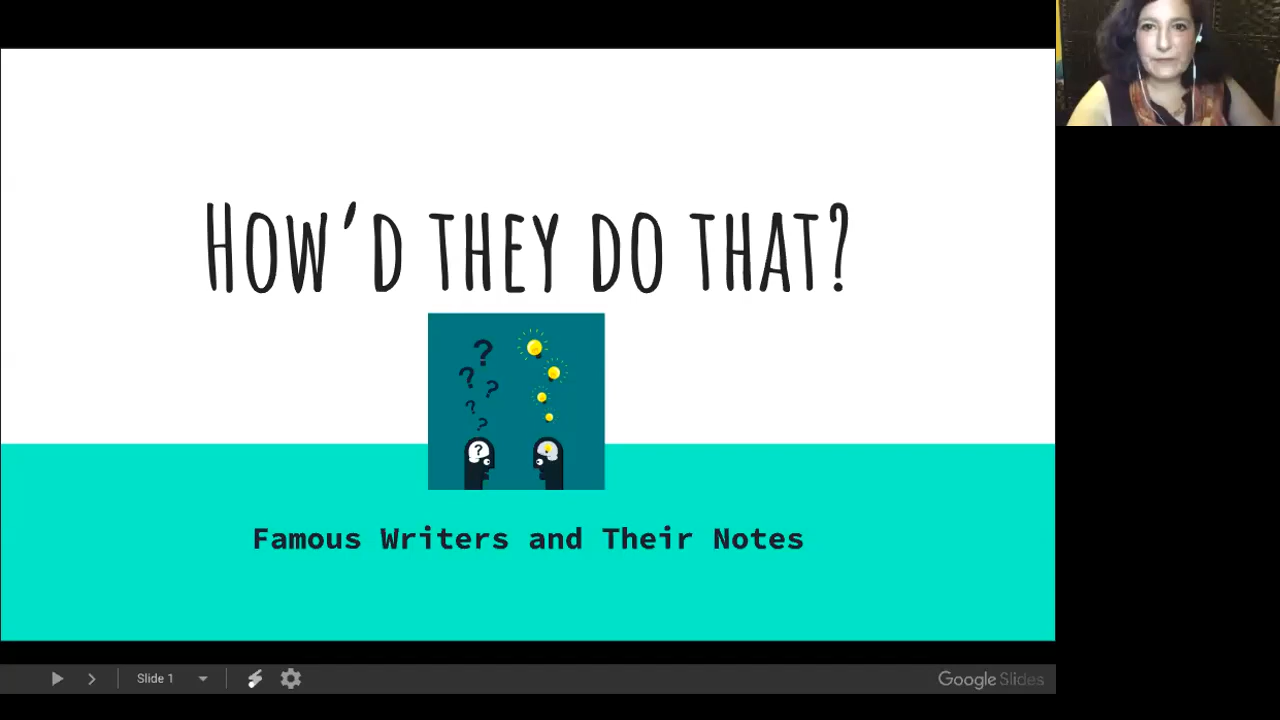 How’d they do that?
? ? ? ? ? ?
Famous Writers and Their Notes
Slide 1
Google Slides